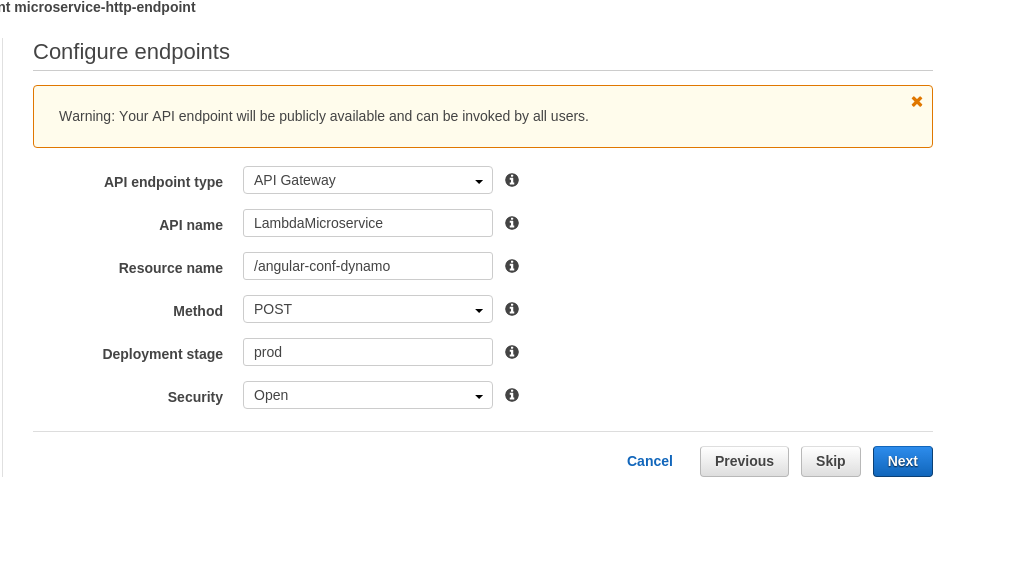 nt microservice-http-endpoint
Configure endpoints
Warning: Your API endpoint will be publicly available and can be invoked by all users.
API endpoint type API Gateway
API name LambdaMicroservice
Resource name /angular-conf-dynamo
Method POST
Deployment stage prod
Security Open
Cancel Previous Skip Next